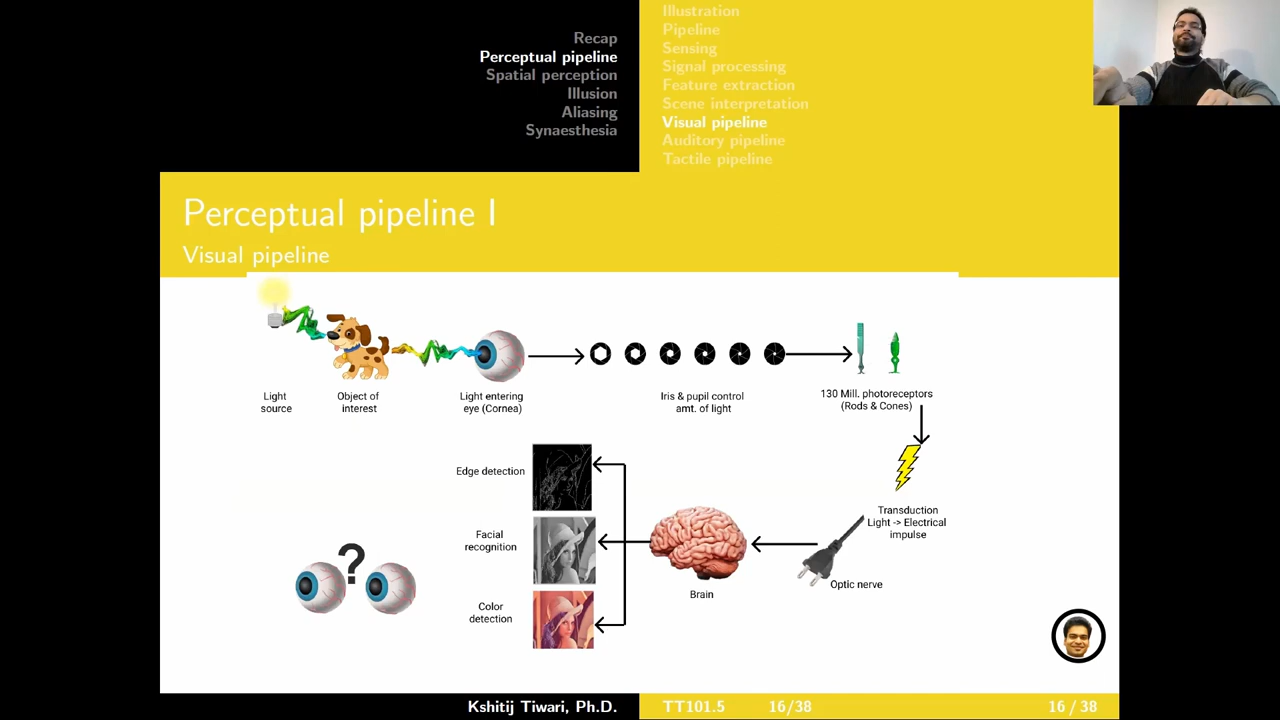 Recap
Perceptual pipeline
Spatial perception
Illusion
Aliasing
Synaesthesia
Illustration
Pipeline
Sensing
Signal processing
Feature extraction
Scene interpretation
Visual pipeline
Auditory pipeline
Tactile pipeline
Perceptual pipeline I
Visual pipeline
Light
source
Object of
interest
Light entering
eye (Cornea)
Iris & pupil control
amt. of light
130 Mill. photoreceptors
(Rods & Cones)
Transduction
Light -> Electrical
impulse
Optic nerve
Brain
Edge detection
Facial
recognition
Color
detection
?
Kshitij Tiwari, Ph.D.
TT101.5
16/38
16 / 38